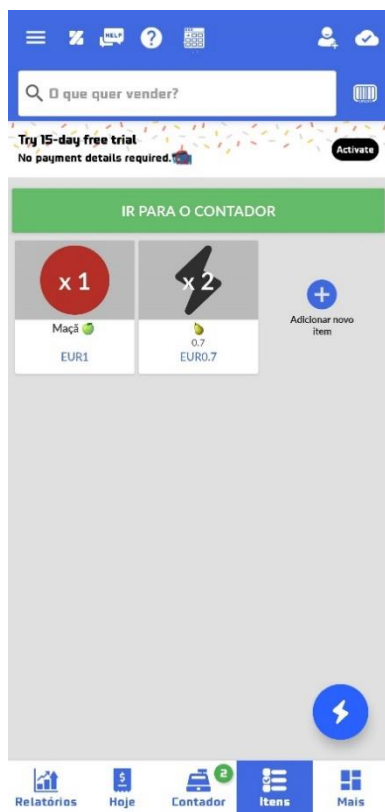 HELP
?
O que quer vender?
Try 15-day free trial
No payment details required.
Activate
IR PARA O CONTADOR
x 1
x 2
Maçã 🍏
🍐
0.7
EUR1
EUR0.7
Adicionar novo
item
2
Relatórios
Hoje
Contador
Itens
Mais